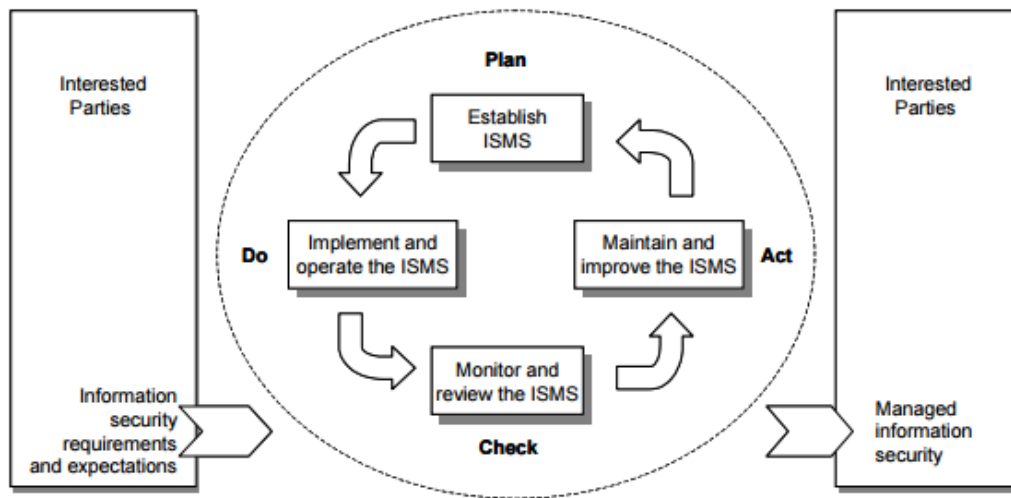 Interested
Parties
Information
security
requirements
and expectations
Plan
Establish
ISMS
Do
Implement and
operate the ISMS
Maintain and
improve the ISMS
Act
Monitor and
review the ISMS
Check
Interested
Parties
Managed
information
security